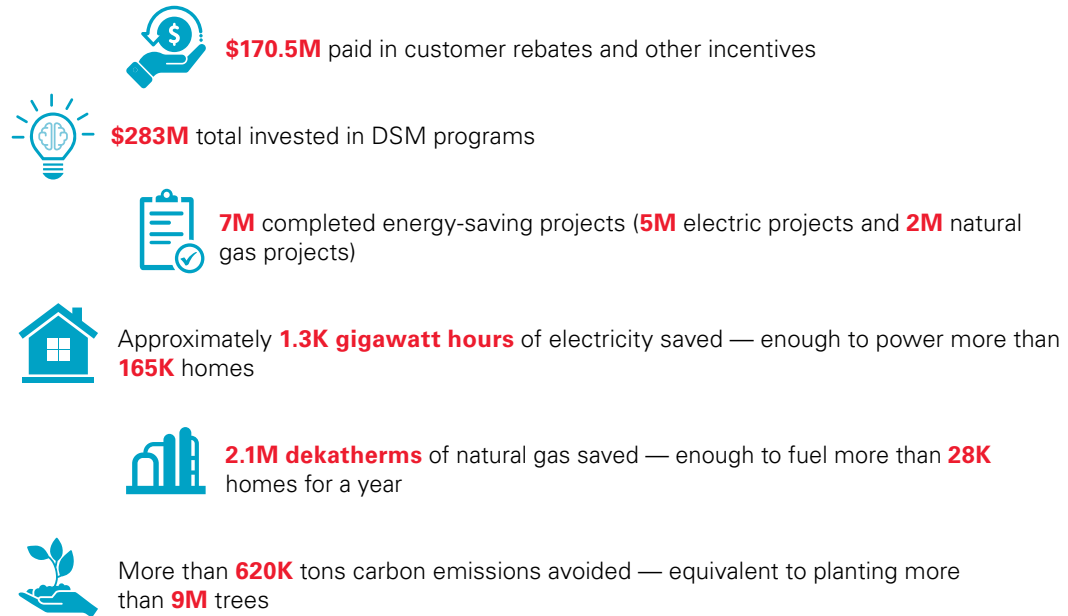 $
$170.5M paid in customer rebates and other incentives
$283M total invested in DSM programs
7M completed energy-saving projects (5M electric projects and 2M natural
gas projects)
Approximately 1.3K gigawatt hours of electricity saved — enough to power more than
165K homes
2.1M dekatherms of natural gas saved — enough to fuel more than 28K
homes for a year
More than 620K tons carbon emissions avoided — equivalent to planting more
than 9M trees